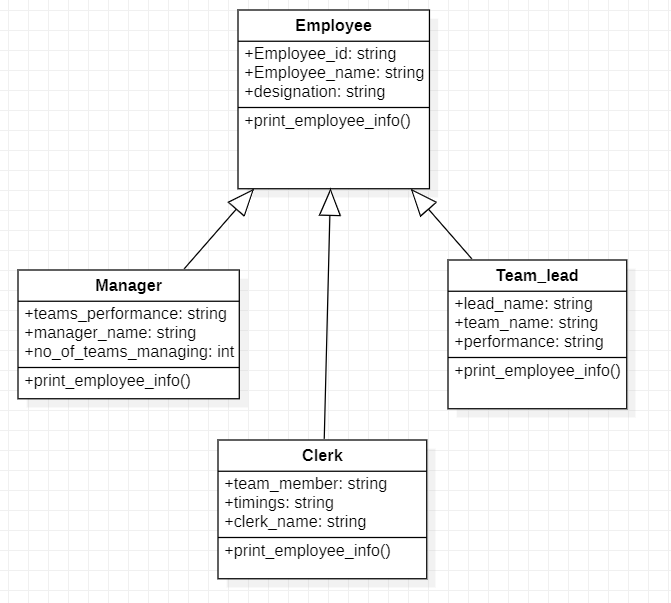 Employee
+Employee_id: string
+Employee_name: string
+designation: string
+print_employee_info()
Manager
+teams_performance: string
+manager_name: string
+no_of_teams_managing: int
+print_employee_info()
Team_lead
+lead_name: string
+team_name: string
+performance: string
+print_employee_info()
Clerk
+team_member: string
+timings: string
+clerk_name: string
+print_employee_info()